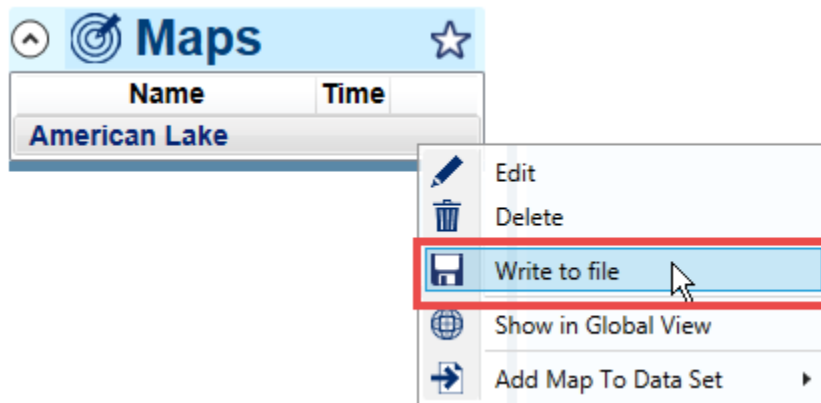 Maps
Name Time
American Lake
Edit
Delete
Write to file
Show in Global View
Add Map To Data Set